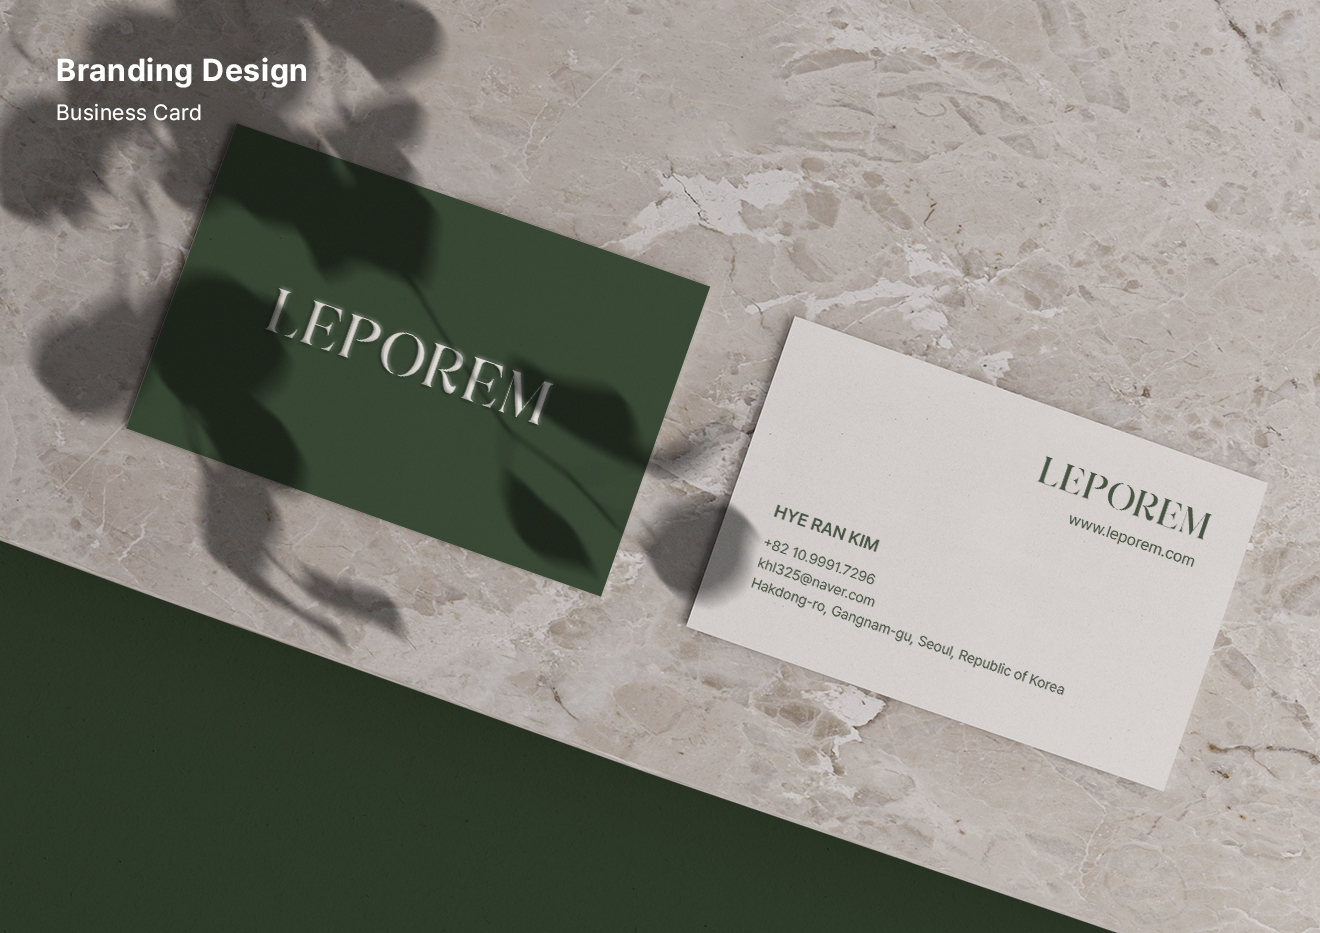 Branding Design
Business Card
LEPOREM
LEPOREM
www.leporem.com
HYE RAN KIM
+82 10.9991.7296
khl325@naver.com
Hakdong-ro, Gangnam-gu, Seoul, Republic of Korea